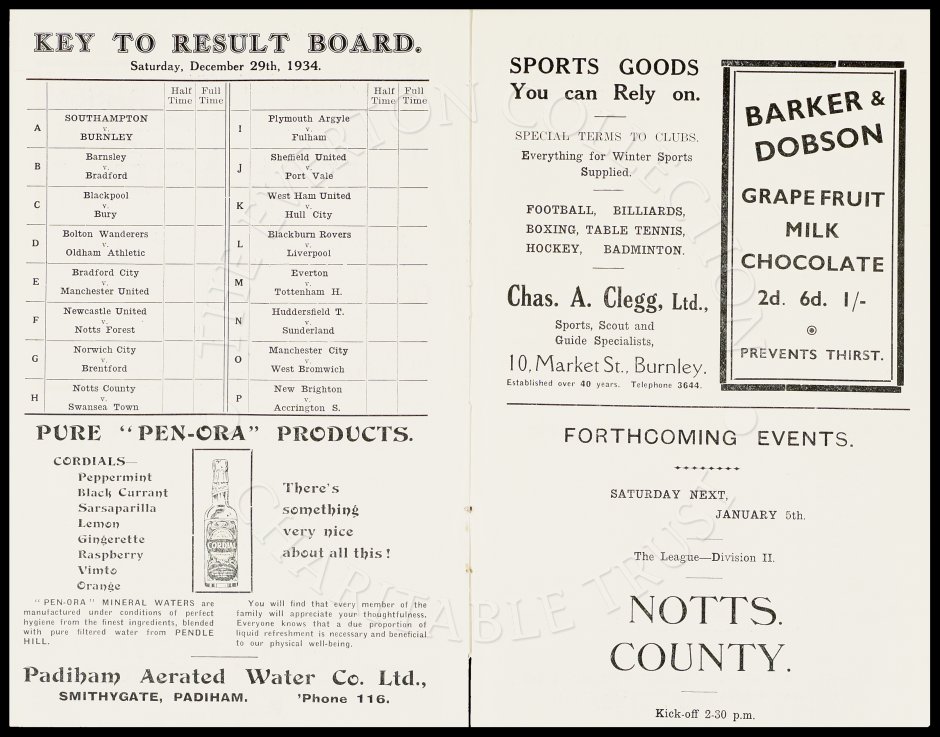 KEY TO RESULT BOARD.
Saturday, December 29th, 1934.
Half Time Full Time Half Time Full Time
A SOUTHAMPTON v. BURNLEY
B Barnsley v. Bradford
C Blackpool v. Bury
D Bolton Wanderers v. Oldham Athletic
E Bradford City v. Manchester United
F Newcastle United v. Notts Forest
G Norwich City v. Brentford
H Notts County v. Swansea Town
I Plymouth Argyle v. Fulham
J Sheffield United v. Port Vale
K West Ham United v. Hull City
L Blackburn Rovers v. Liverpool
M Everton v. Tottenham H.
N Huddersfield T. v. Sunderland
O Manchester City v. West Bromwich
P New Brighton v. Accrington S.
PURE "PEN-ORA" PRODUCTS.
CORDIALS—
Peppermint
Black Currant
Sarsaparilla
Lemon
Gingerette
Raspberry
Vimto
Orange
CORDIAL
There's
something
very nice
about all this!
"PEN-ORA" MINERAL WATERS are
manufactured under conditions of perfect
hygiene from the finest ingredients, blended
with pure filtered water from PENDLE
HILL.
You will find that every member of the
family will appreciate your thoughtfulness.
Everyone knows that a due proportion of
liquid refreshment is necessary and beneficial
to our physical well-being.
Padiham Aerated Water Co. Ltd.,
SMITHYGATE, PADIHAM. 'Phone 116.
SPORTS GOODS
You can Rely on.
SPECIAL TERMS TO CLUBS.
Everything for Winter Sports
Supplied.
FOOTBALL, BILLIARDS,
BOXING, TABLE TENNIS,
HOCKEY, BADMINTON.
Chas. A. Clegg, Ltd.,
Sports, Scout and
Guide Specialists,
10, Market St., Burnley.
Established over 40 years. Telephone 3644.
BARKER &
DOBSON
GRAPE FRUIT
MILK
CHOCOLATE
2d. 6d. 1/-
PREVENTS THIRST.
FORTHCOMING EVENTS.
SATURDAY NEXT,
JANUARY 5th.
The League—Division II.
NOTTS.
COUNTY.
Kick-off 2-30 p.m.
THE EVERTON COLLECTION
CHARITABLE TRUST